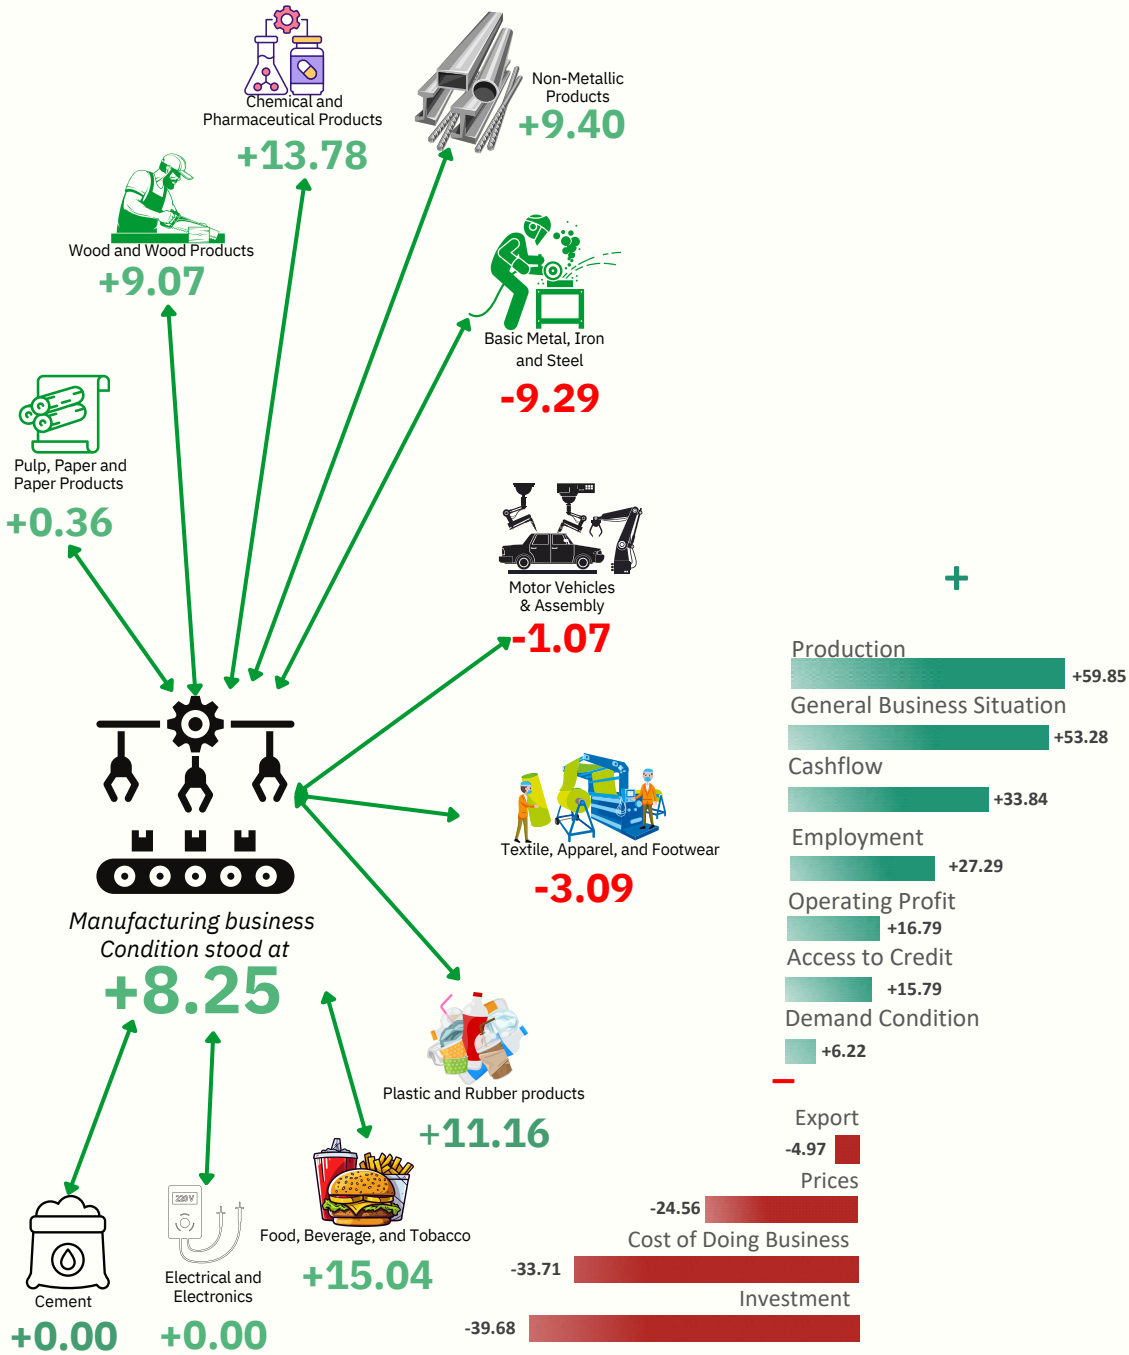 Chemical and
Pharmaceutical Products
+13.78
Non-Metallic
Products
+9.40
Wood and Wood Products
+9.07
Basic Metal, Iron
and Steel
-9.29
Pulp, Paper and
Paper Products
+0.36
Motor Vehicles
& Assembly
-1.07
Textile, Apparel, and Footwear
-3.09
Manufacturing business
Condition stood at
+8.25
Plastic and Rubber products
+11.16
Food, Beverage, and Tobacco
+15.04
220 V
Electrical and
Electronics
+0.00
Cement
+0.00
+
Production
+59.85
General Business Situation
+53.28
Cashflow
+33.84
Employment
+27.29
Operating Profit
+16.79
Access to Credit
+15.79
Demand Condition
+6.22
–
Export
-4.97
Prices
-24.56
Cost of Doing Business
-33.71
Investment
-39.68